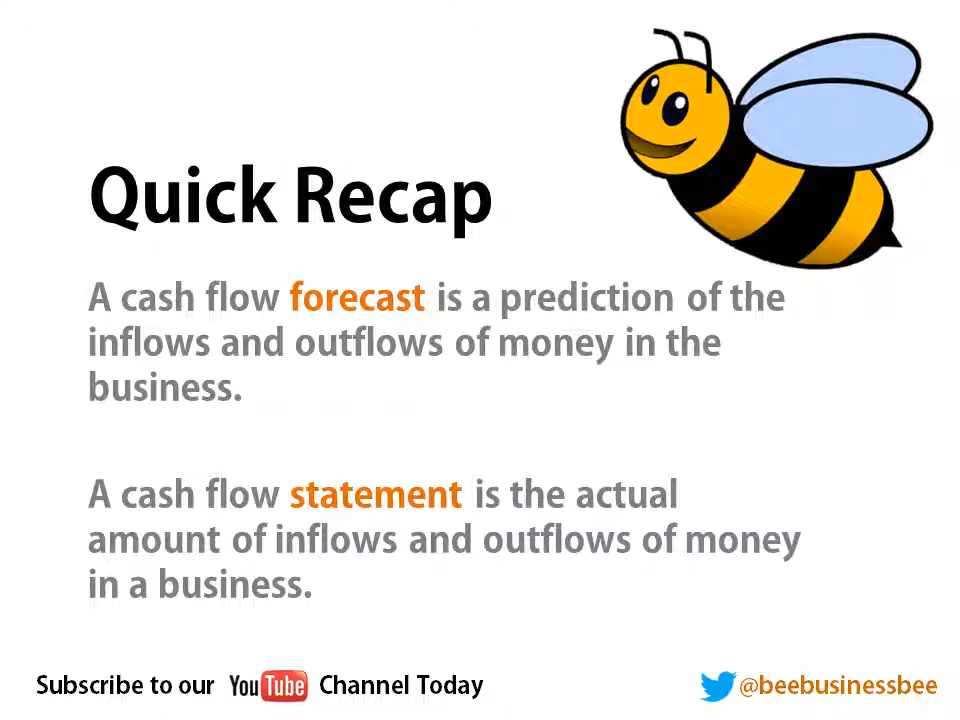 Quick Recap
A cash flow forecast is a prediction of the
inflows and outflows of money in the
business.
A cash flow statement is the actual
amount of inflows and outflows of money
in a business.
Subscribe to our YouTube Channel Today
@beebusinessbee